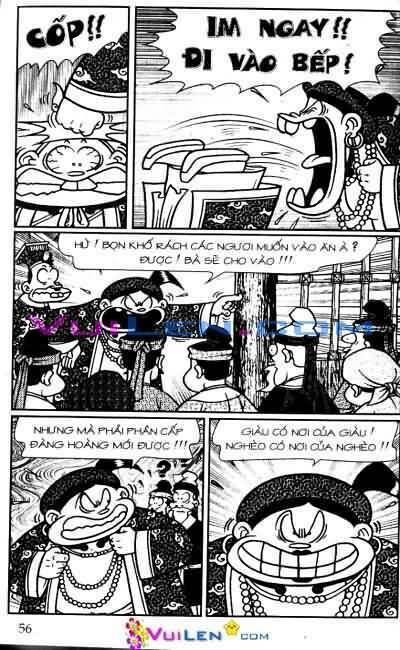 CỐP!!
IM NGAY!!
ĐI VÀO BẾP!
HỪ! BỌN KHỐ RÁCH CÁC NGƯƠI MUỐN VÀO ĂN À?
ĐƯỢC! BÀ SẼ CHO VÀO!!!
VuiLen.com
NHƯNG MÀ PHẢI PHÂN CẤP
ĐÀNG HOÀNG MỚI ĐƯỢC!!!
???
GIÀU CÓ NƠI CỦA GIÀU!
NGHÈO CÓ NƠI CỦA NGHÈO!!
56
VuiLen.com